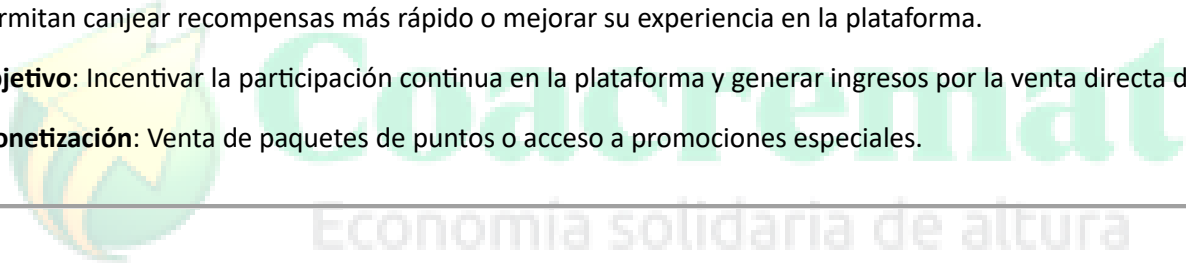 rmitan canjear recompensas más rápido o mejorar su experiencia en la plataforma.
jetivo: Incentivar la participación continua en la plataforma y generar ingresos por la venta directa d
onetización: Venta de paquetes de puntos o acceso a promociones especiales.
Coacremat
Economía solidaria de altura